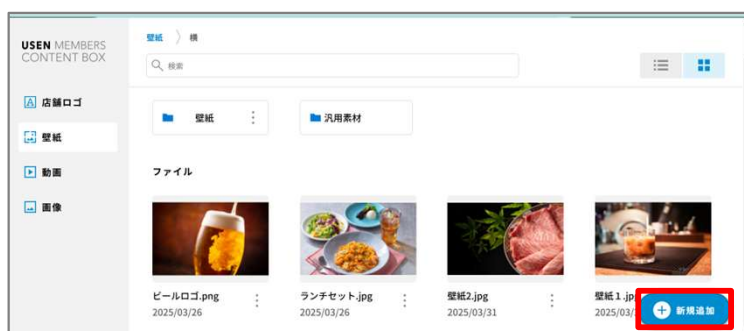 USEN MEMBERS
CONTENT BOX
店舗ロゴ
壁紙
動画
画像
壁紙 〉 横
検索
壁紙
汎用素材
ファイル
ビールロゴ.png
2025/03/26
ランチセット.jpg
2025/03/26
壁紙2.jpg
2025/03/31
壁紙１.jp
2025/03/
新規追加